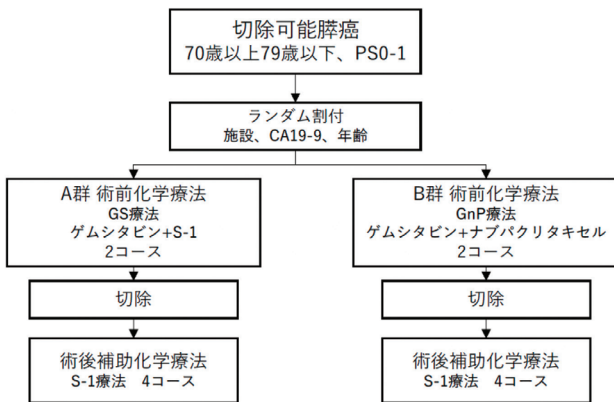 切除可能膵癌
70歳以上79歳以下、PS0-1
ランダム割付
施設、CA19-9、年齢
A群 術前化学療法
GS療法
ゲムシタビン+S-1
2コース
B群 術前化学療法
GnP療法
ゲムシタビン+ナブパクリタキセル
2コース
切除
切除
術後補助化学療法
S-1療法　4コース
術後補助化学療法
S-1療法　4コース